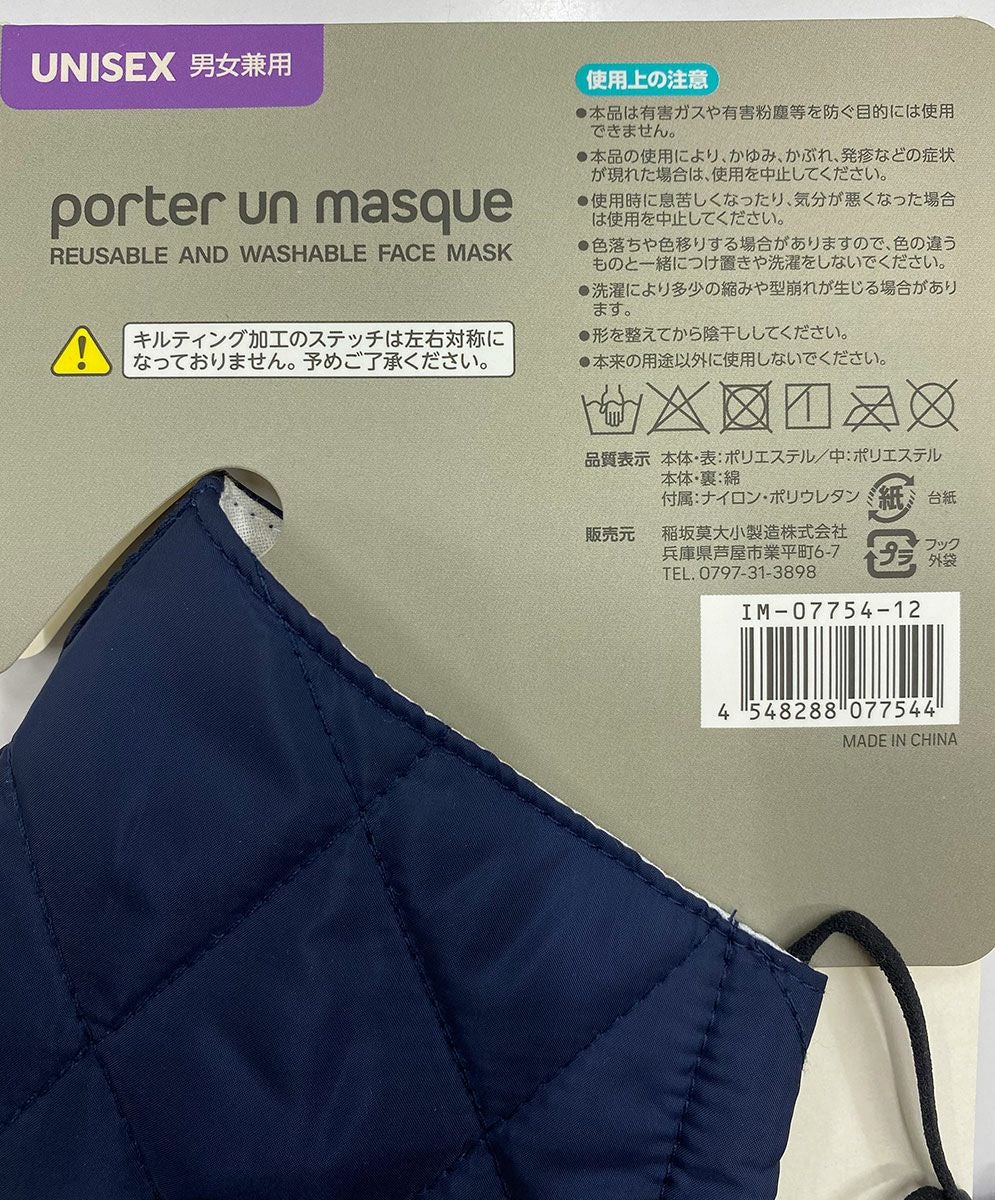 UNISEX 男女兼用
porter un masque
REUSABLE AND WASHABLE FACE MASK
キルティング加工のステッチは左右対称に
なっておりません。予めご了承ください。
使用上の注意
●本品は有害ガスや有害粉塵等を防ぐ目的には使用
できません。
●本品の使用により、かゆみ、かぶれ、発疹などの症状
が現れた場合は、使用を中止してください。
●使用時に息苦しくなったり、気分が悪くなった場合
は使用を中止してください。
●色落ちや色移りする場合がありますので、色の違う
ものと一緒につけ置きや洗濯をしないでください。
●洗濯により多少の縮みや型崩れが生じる場合があり
ます。
●形を整えてから陰干ししてください。
●本来の用途以外に使用しないでください。
品質表示 本体・表:ポリエステル/中:ポリエステル
本体・裏:綿
付属:ナイロン・ポリウレタン
紙 台紙
販売元 稲坂莫大小製造株式会社
兵庫県芦屋市業平町6-7
TEL. 0797-31-3898
プラ フック
外袋
IM-07754-12
4 548288 077544
MADE IN CHINA